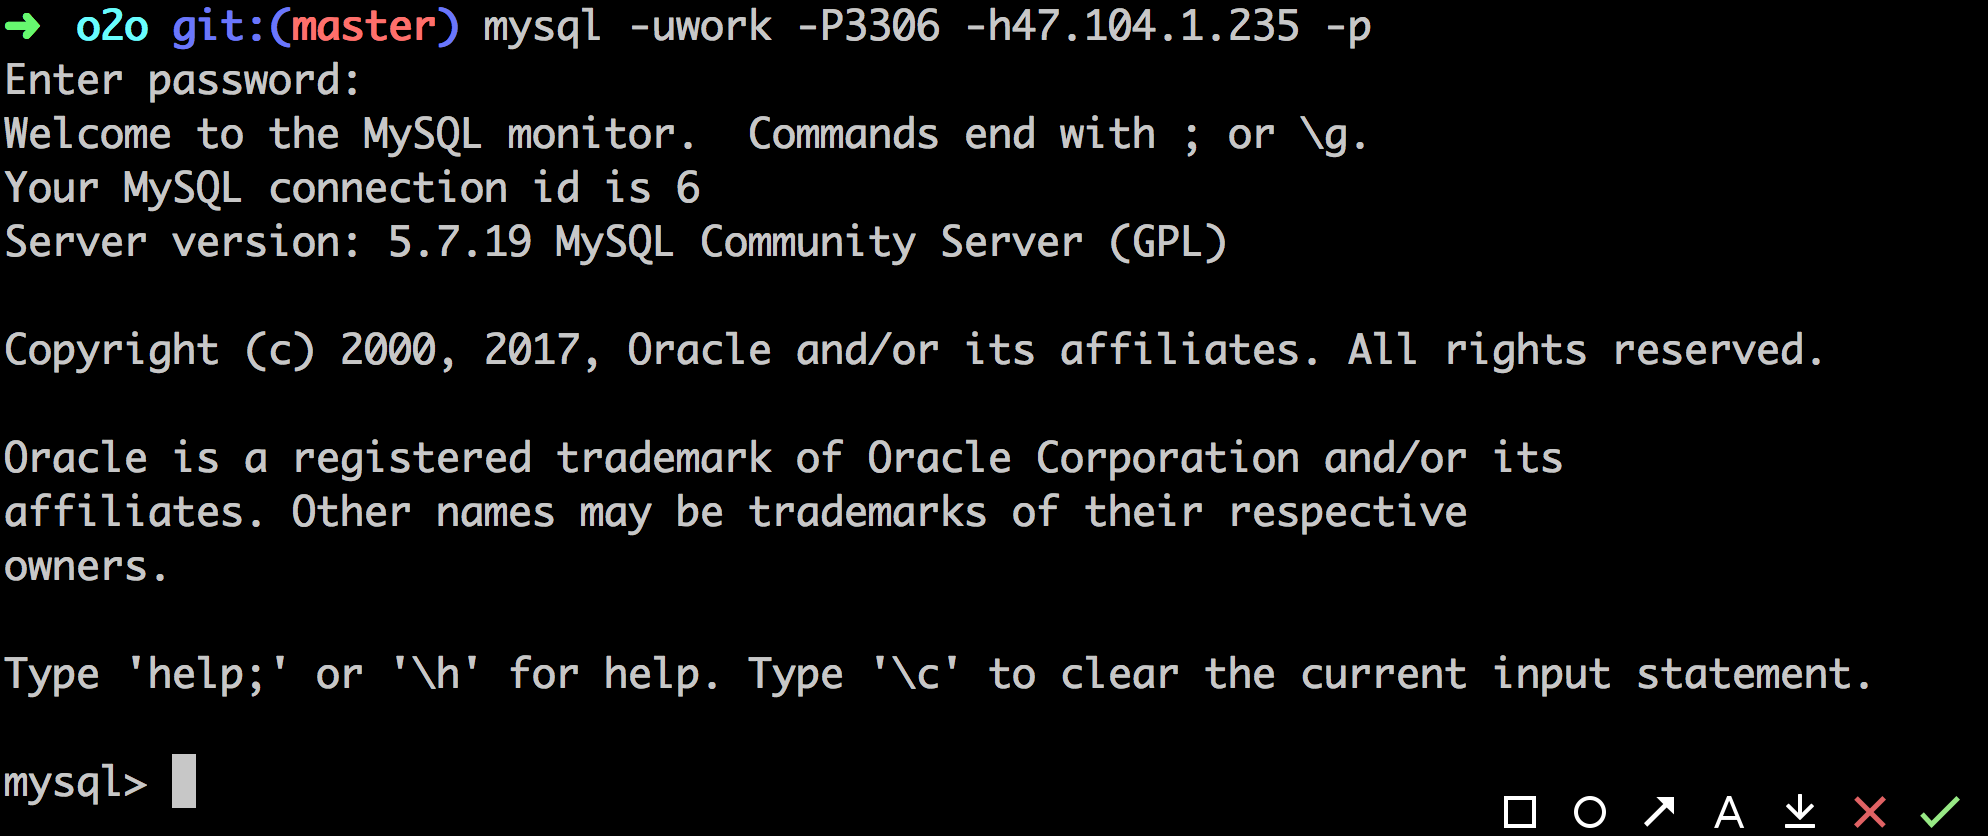 ➜ o2o git:(master) mysql -uwork -P3306 -h47.104.1.235 -p
Enter password:
Welcome to the MySQL monitor.  Commands end with ; or \g.
Your MySQL connection id is 6
Server version: 5.7.19 MySQL Community Server (GPL)
Copyright (c) 2000, 2017, Oracle and/or its affiliates. All rights reserved.
Oracle is a registered trademark of Oracle Corporation and/or its
affiliates. Other names may be trademarks of their respective
owners.
Type 'help;' or '\h' for help. Type '\c' to clear the current input statement.
mysql>
A